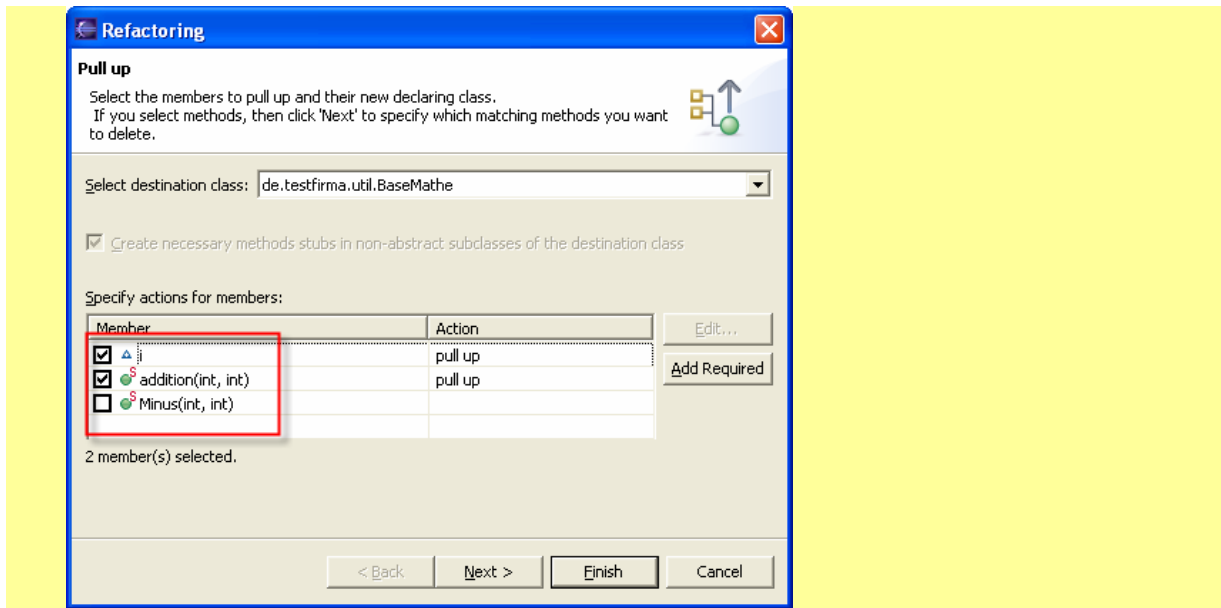 Refactoring
Pull up
Select the members to pull up and their new declaring class.
If you select methods, then click 'Next' to specify which matching methods you want
to delete.
Select destination class: de.testfirma.util.BaseMathe
Create necessary methods stubs in non-abstract subclasses of the destination class
Specify actions for members:
Member Action Edit...
i pull up
Add Required
S addition(int, int) pull up
S Minus(int, int)
2 member(s) selected.
< Back Next > Finish Cancel